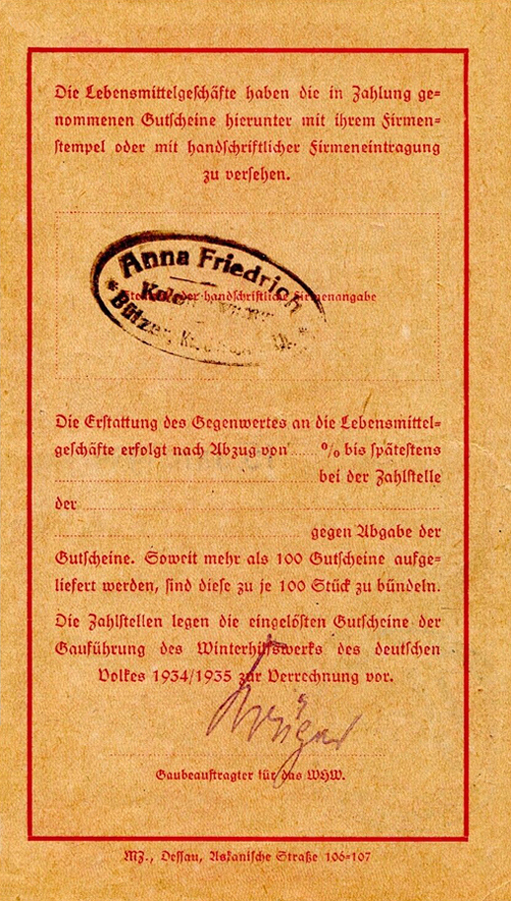 Die Lebensmittelgeschäfte haben die in Zahlung ge=
nommenen Gutscheine hierunter mit ihrem Firmen=
stempel oder mit handschriftlicher Firmeneintragung
zu versehen.
Anna Friedrich
oder handschriftliche Firmenangabe
Die Erstattung des Gegenwertes an die Lebensmittel=
geschäfte erfolgt nach Abzug von ...... % bis spätestens
bei der Zahlstelle
der
gegen Abgabe der
Gutscheine. Soweit mehr als 100 Gutscheine aufge=
liefert werden, sind diese zu je 100 Stück zu bündeln.
Die Zahlstellen legen die eingelösten Gutscheine der
Gauführung des Winterhilfswerks des deutschen
Volkes 1934/1935 zur Verrechnung vor.
Gaubeauftragter für das WHW.
MZ., Dessau, Askanische Straße 106=107